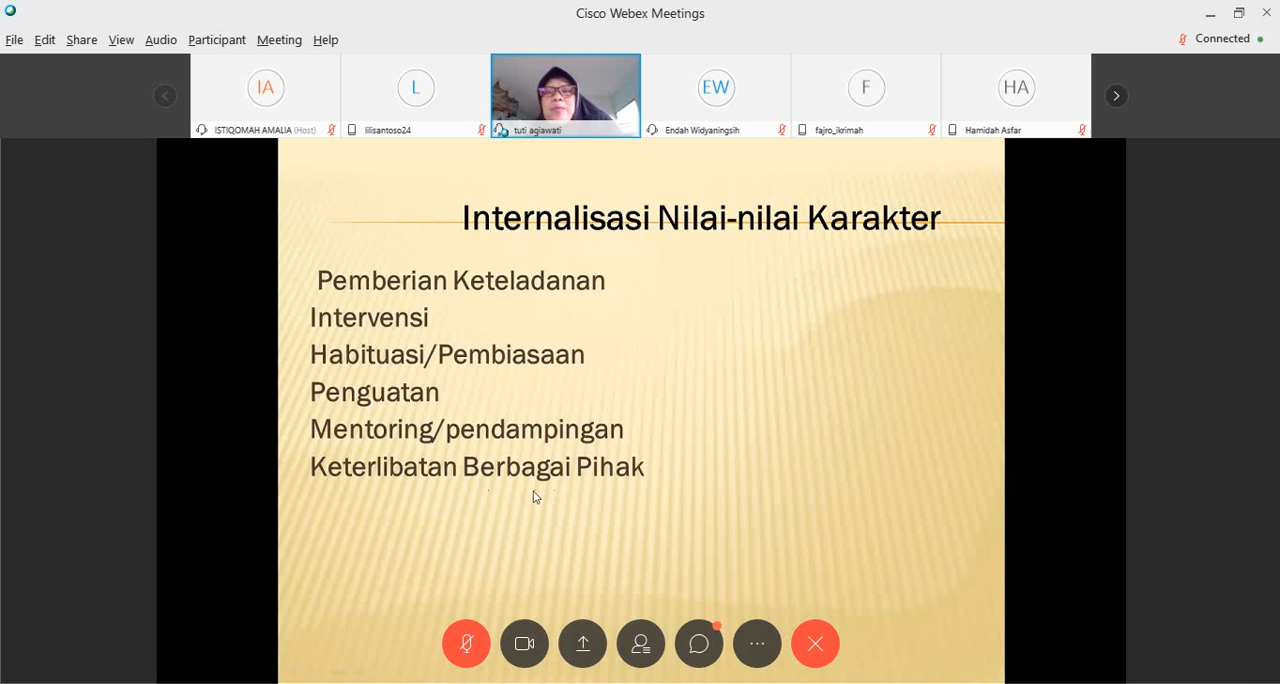 Cisco Webex Meetings
File Edit Share View Audio Participant Meeting Help
Connected
IA
L
EW
F
HA
ISTIQOMAH AMALIA (Host)
lilisantoso24
tuti agiawati
Endah Widyaningsih
fajro_ikrimah
Hamidah Asfar
Internalisasi Nilai-nilai Karakter
Pemberian Keteladanan
Intervensi
Habituasi/Pembiasaan
Penguatan
Mentoring/pendampingan
Keterlibatan Berbagai Pihak